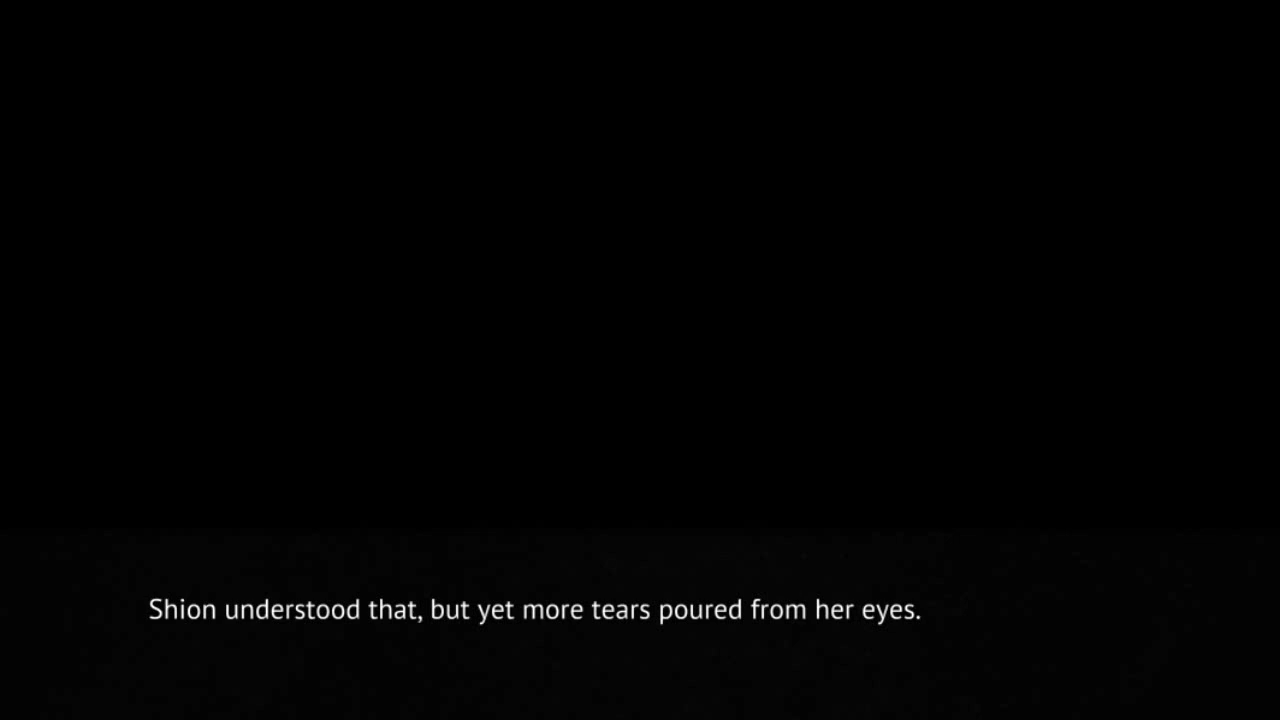 Shion understood that, but yet more tears poured from her eyes.